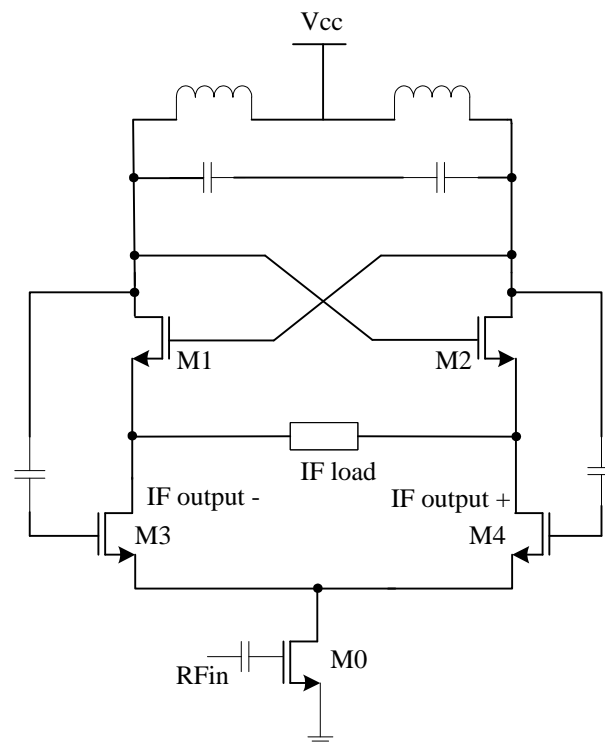 Vcc
M1
M2
IF load
IF output -
IF output +
M3
M4
M0
RFin